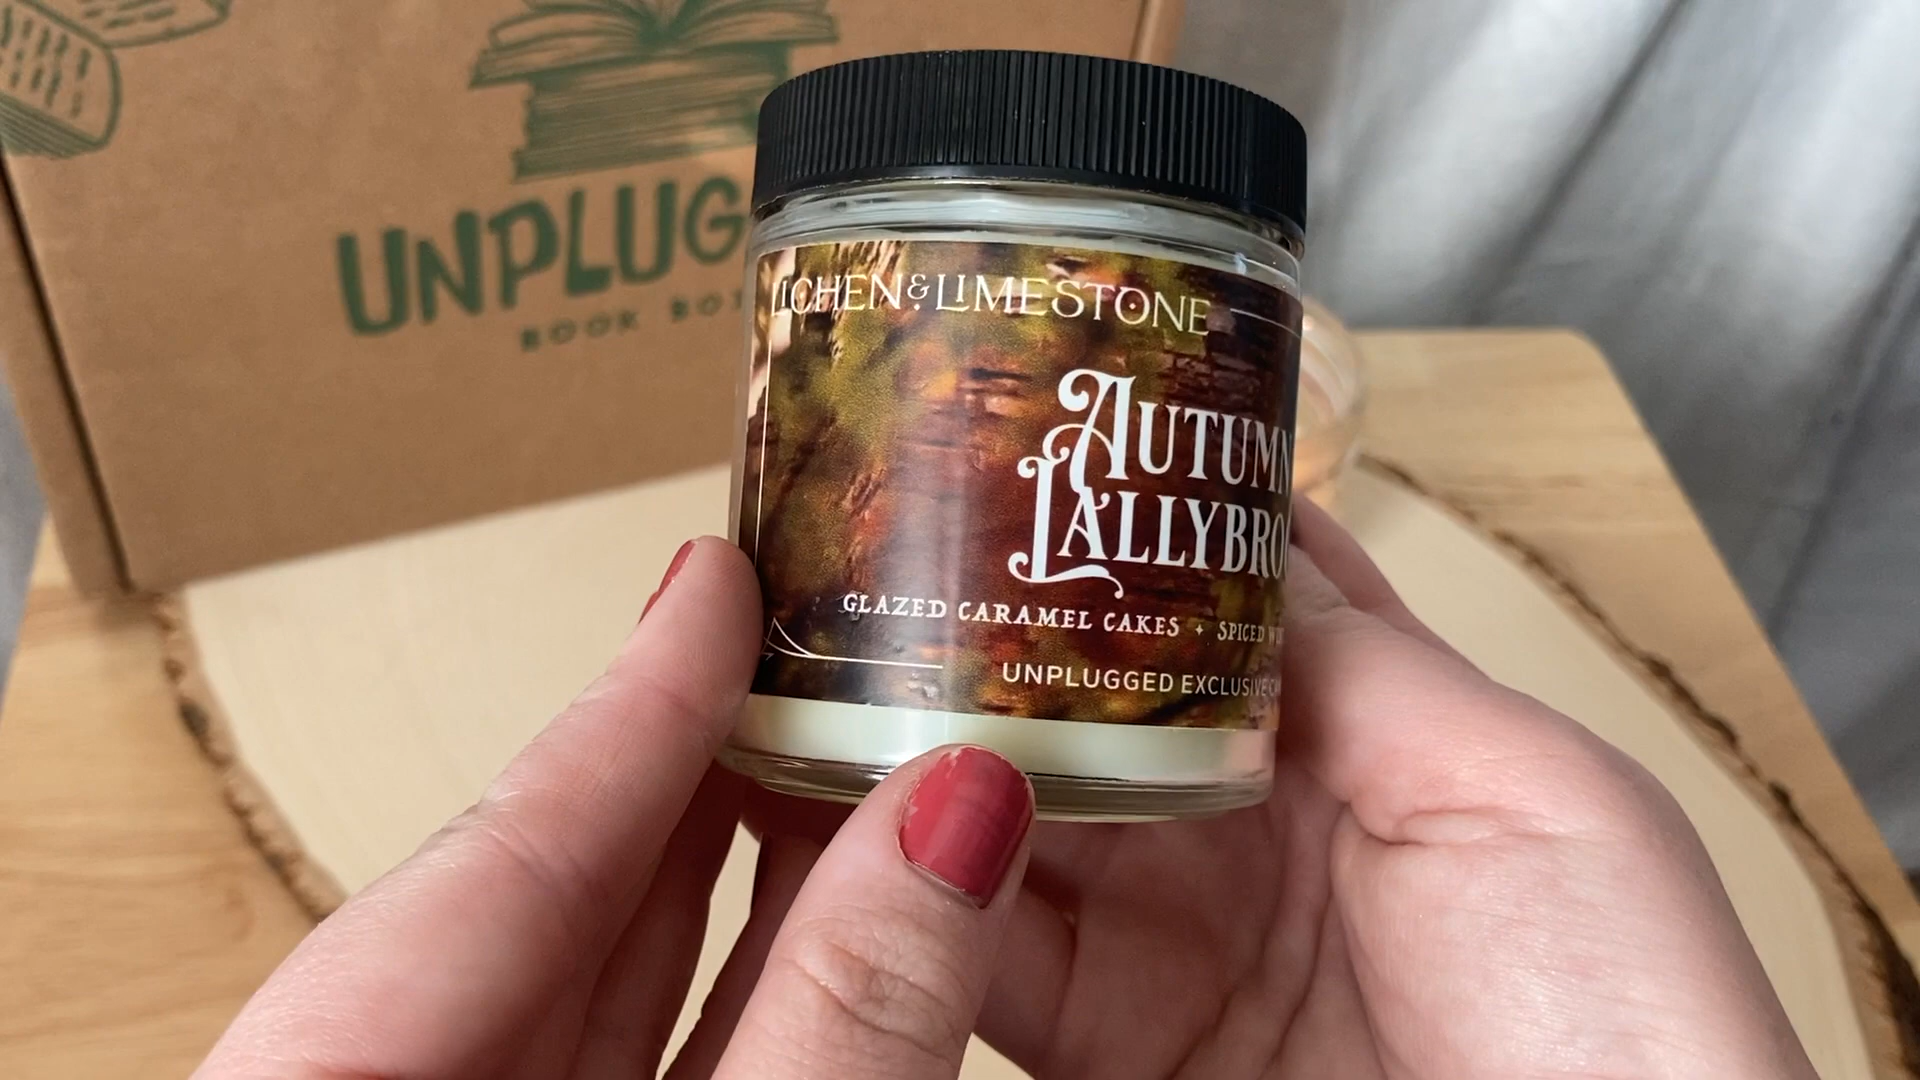 UNPLUG
BOOK BO
LICHEN & LIMESTONE
AUTUMN
LALLYBRO
GLAZED CARAMEL CAKES + SPICED
UNPLUGGED EXCLUSIVE